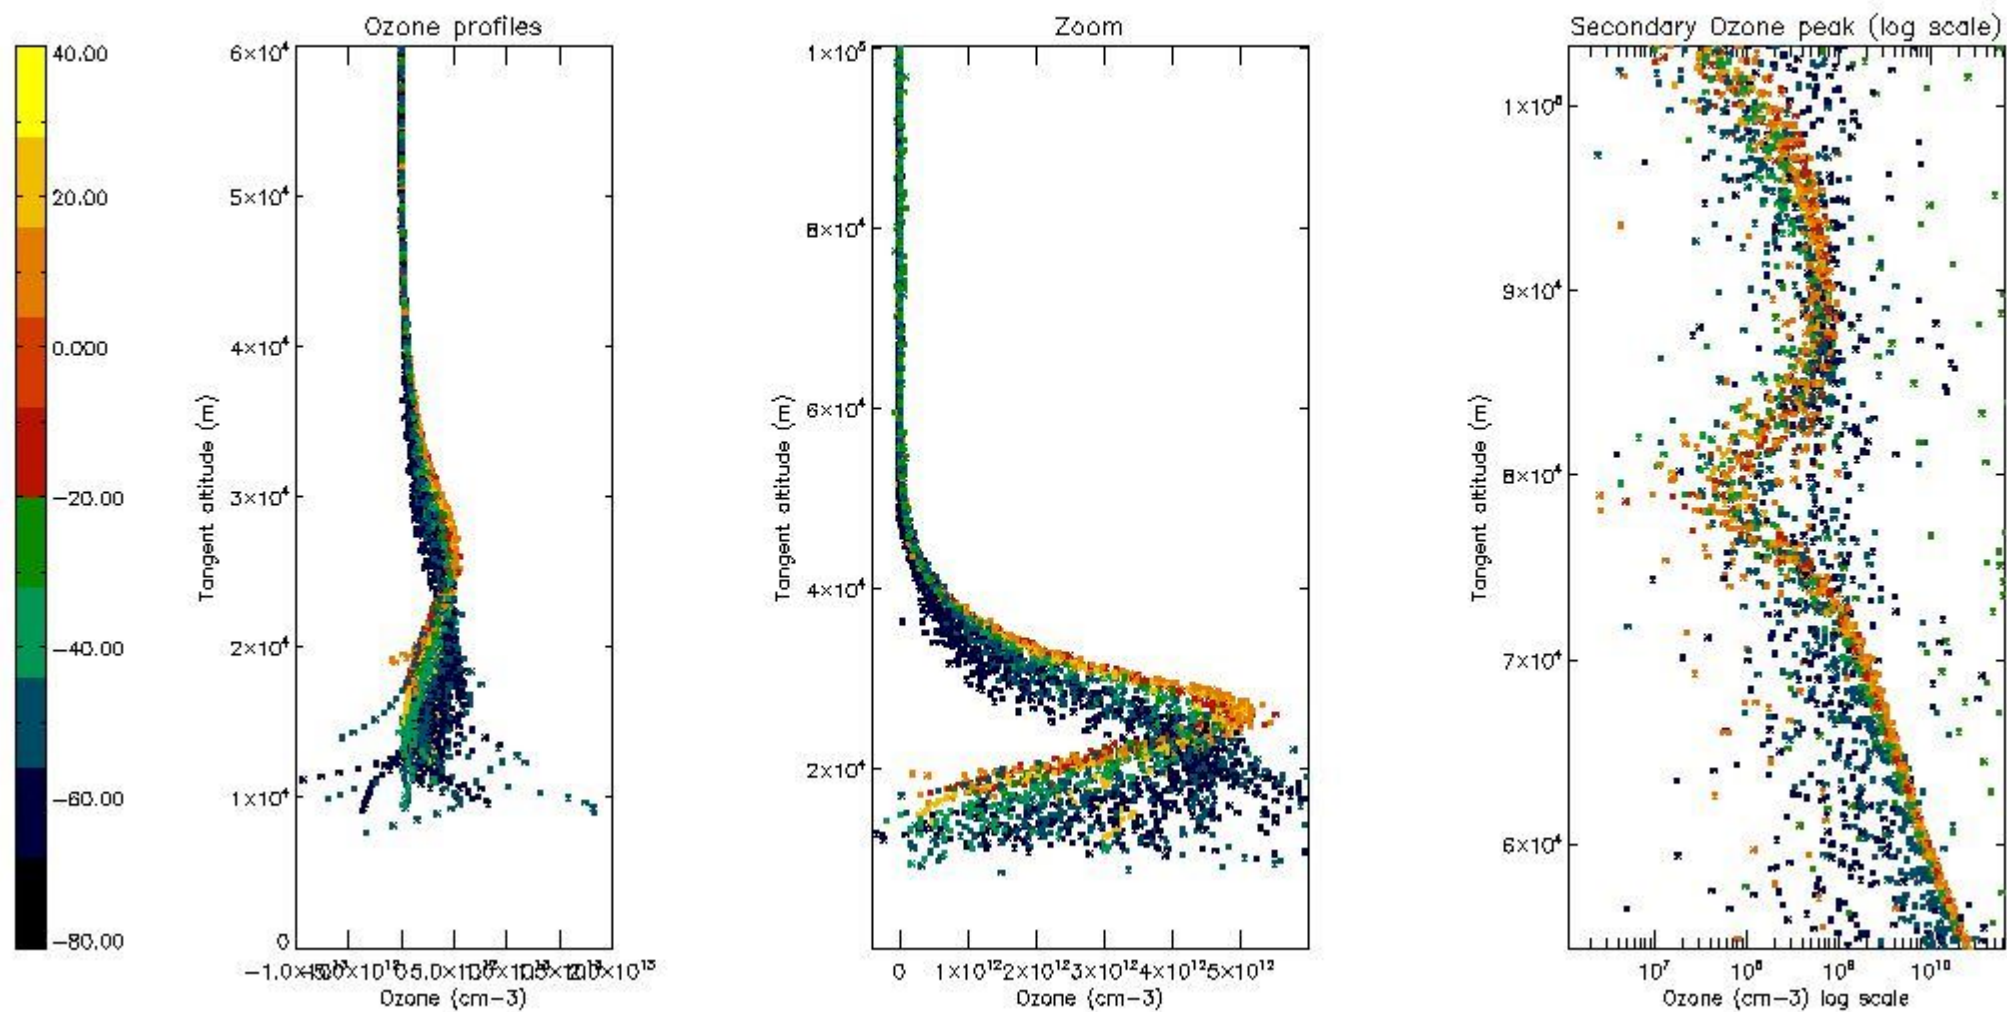 Ozone profiles
Zoom
Secondary Ozone peak (log scale)
40.00
20.00
0.000
−20.00
−40.00
−60.00
−80.00
6×10⁴
5×10⁴
4×10⁴
3×10⁴
2×10⁴
1×10⁴
0
Tangent altitude (m)
Ozone (cm−3)
1×10⁵
8×10⁴
6×10⁴
4×10⁴
2×10⁴
Tangent altitude (m)
0 1×10¹² 2×10¹² 3×10¹² 4×10¹² 5×10¹²
Ozone (cm−3)
9×10⁴
8×10⁴
7×10⁴
6×10⁴
Tangent altitude (m)
10⁷ 10⁸ 10⁹ 10¹⁰
Ozone (cm−3) log scale